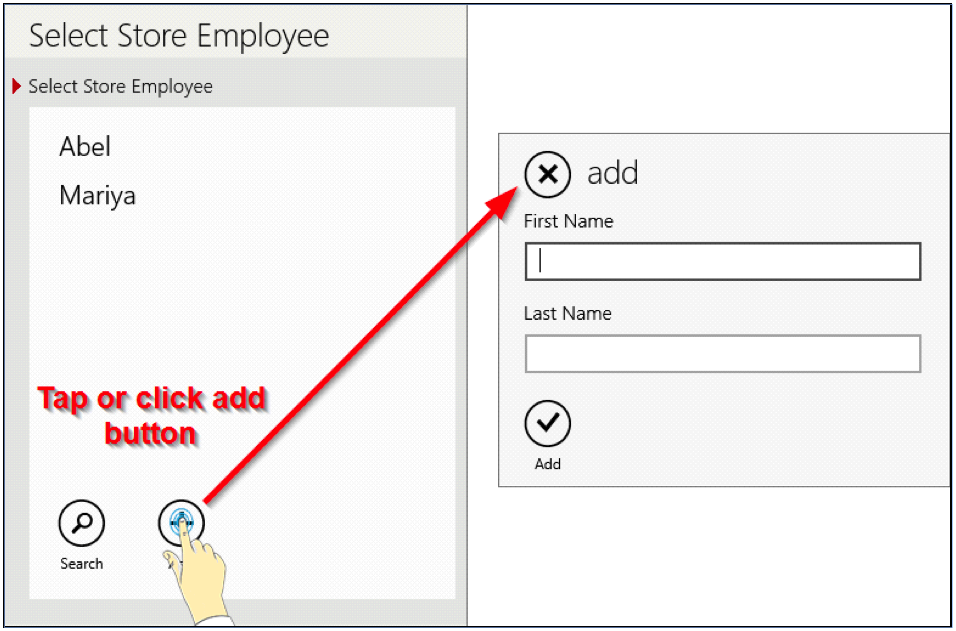 Select Store Employee
Select Store Employee
Abel
Mariya
Tap or click add
button
Search
add
First Name
Last Name
Add